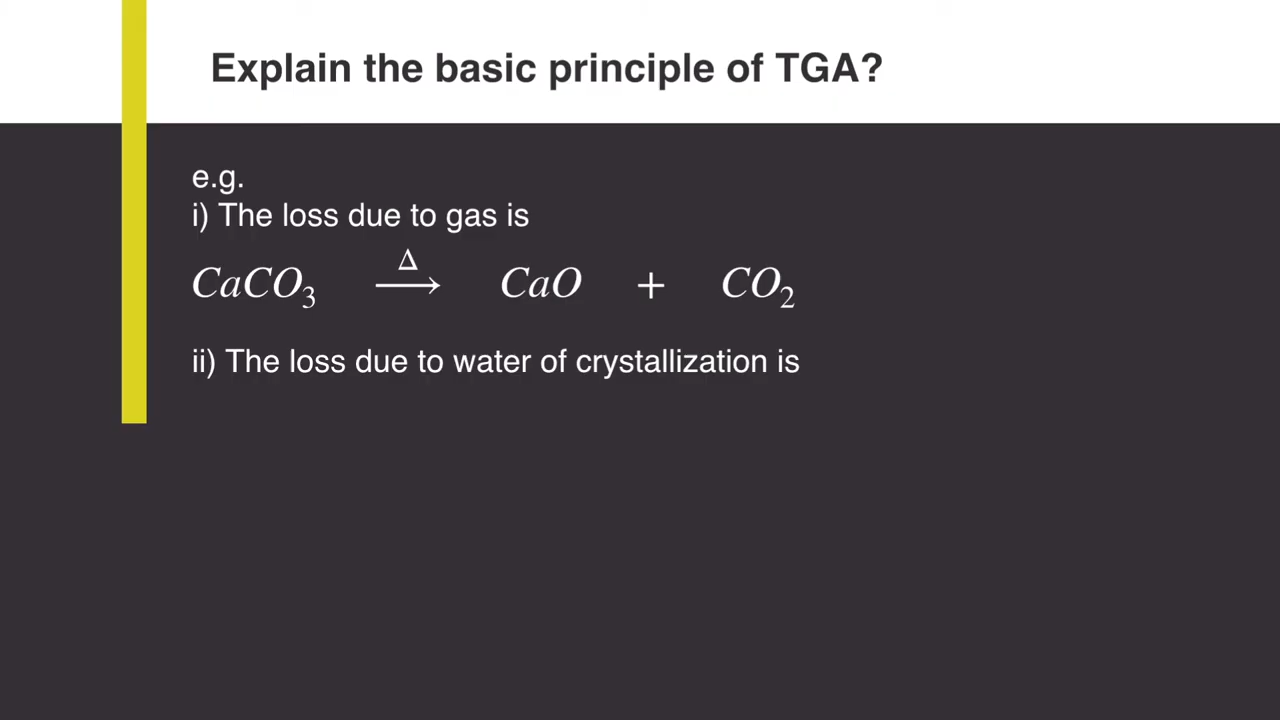 Explain the basic principle of TGA?
e.g.
i) The loss due to gas is
CaCO₃ \xrightarrow{Δ} CaO + CO₂
ii) The loss due to water of crystallization is